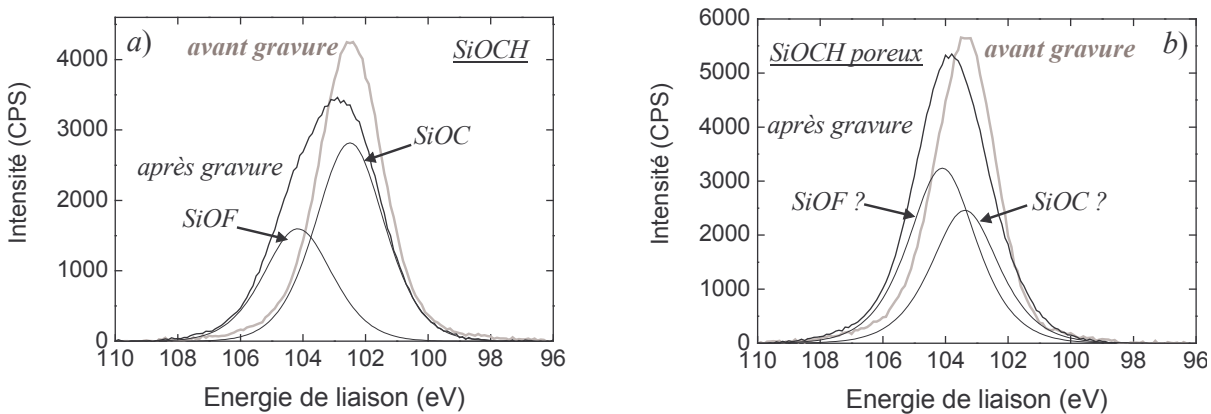 a)
avant gravure
SiOCH
4000
3000
2000
1000
0
Intensité (CPS)
après gravure
SiOC
SiOF
110 108 106 104 102 100 98 96
Energie de liaison (eV)
b)
SiOCH poreux
avant gravure
6000
5000
4000
3000
2000
1000
0
Intensité (CPS)
après gravure
SiOF ?
SiOC ?
110 108 106 104 102 100 98 96
Energie de liaison (eV)